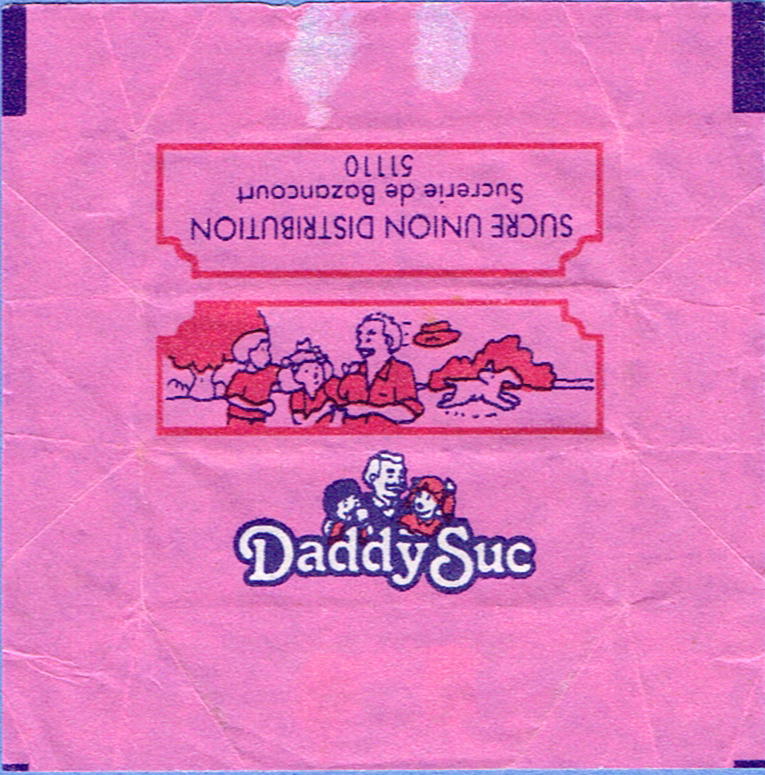 SUCRE UNION DISTRIBUTION
Sucrerie de Bazancourt
51110
Daddy Suc